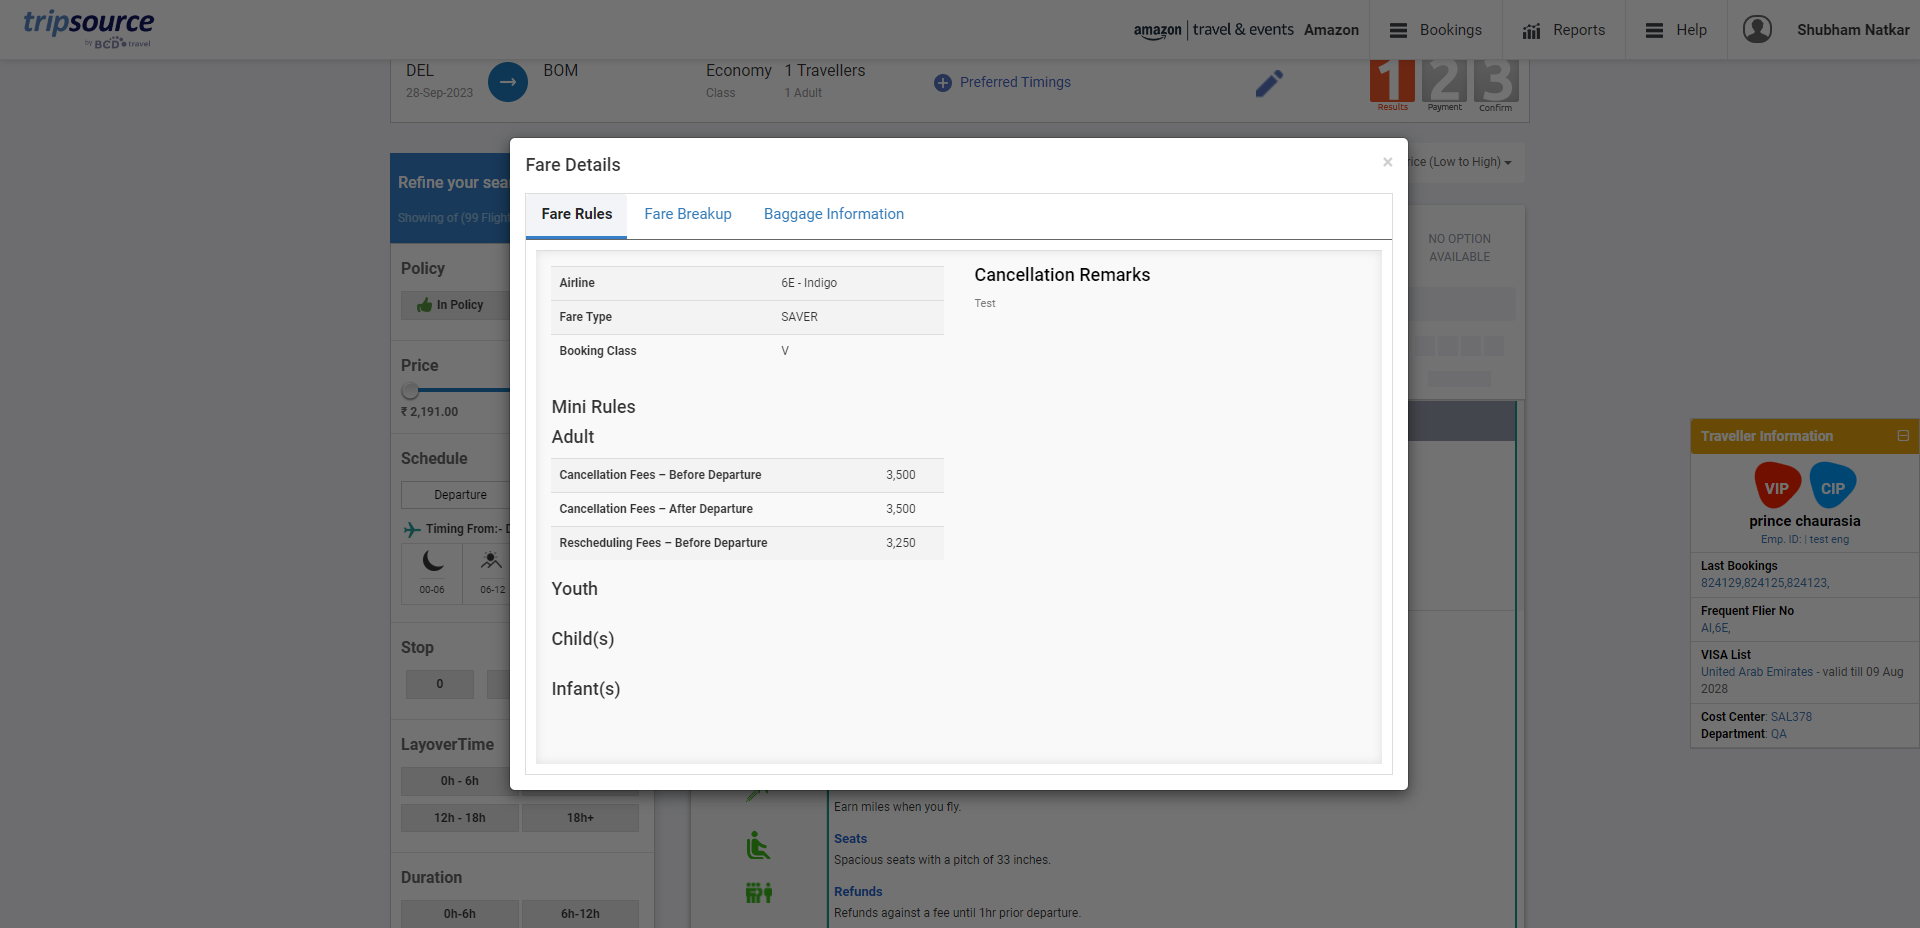 tripsource
by BCD travel
amazon | travel & events Amazon
Bookings
Reports
Help
Shubham Natkar
DEL
28-Sep-2023
BOM
Economy
Class
1 Travellers
1 Adult
Preferred Timings
1 2 3
Results Payment Confirm
Refine your sea
Showing of (99 Flight
rice (Low to High)
NO OPTION
AVAILABLE
Policy
In Policy
Price
₹ 2,191.00
Schedule
Departure
Timing From:- D
00-06
06-12
Stop
0
LayoverTime
0h - 6h
12h - 18h
18h+
Duration
0h-6h
6h-12h
Fare Details
×
Fare Rules
Fare Breakup
Baggage Information
Airline 6E - Indigo
Fare Type SAVER
Booking Class V
Cancellation Remarks
Test
Mini Rules
Adult
Cancellation Fees – Before Departure 3,500
Cancellation Fees – After Departure 3,500
Rescheduling Fees – Before Departure 3,250
Youth
Child(s)
Infant(s)
Earn miles when you fly.
Seats
Spacious seats with a pitch of 33 inches.
Refunds
Refunds against a fee until 1hr prior departure.
Traveller Information
VIP CIP
prince chaurasia
Emp. ID: | test eng
Last Bookings
824129,824125,824123,
Frequent Flier No
AI,6E,
VISA List
United Arab Emirates - valid till 09 Aug
2028
Cost Center: SAL378
Department: QA